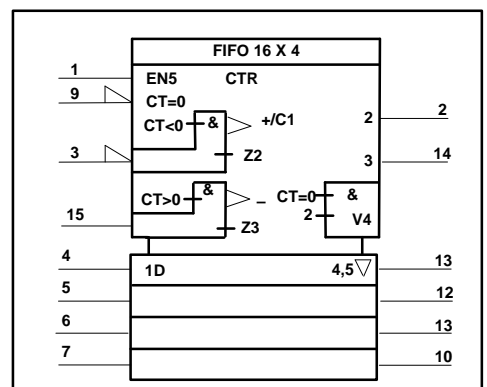 FIFO 16 X 4
1 EN5 CTR
9 CT=0
CT<0 & +/C1 2 2
3 Z2 3 14
CT>0 & – CT=0 &
15 Z3 2 V4
4 1D 4,5 13
5 12
6 13
7 10